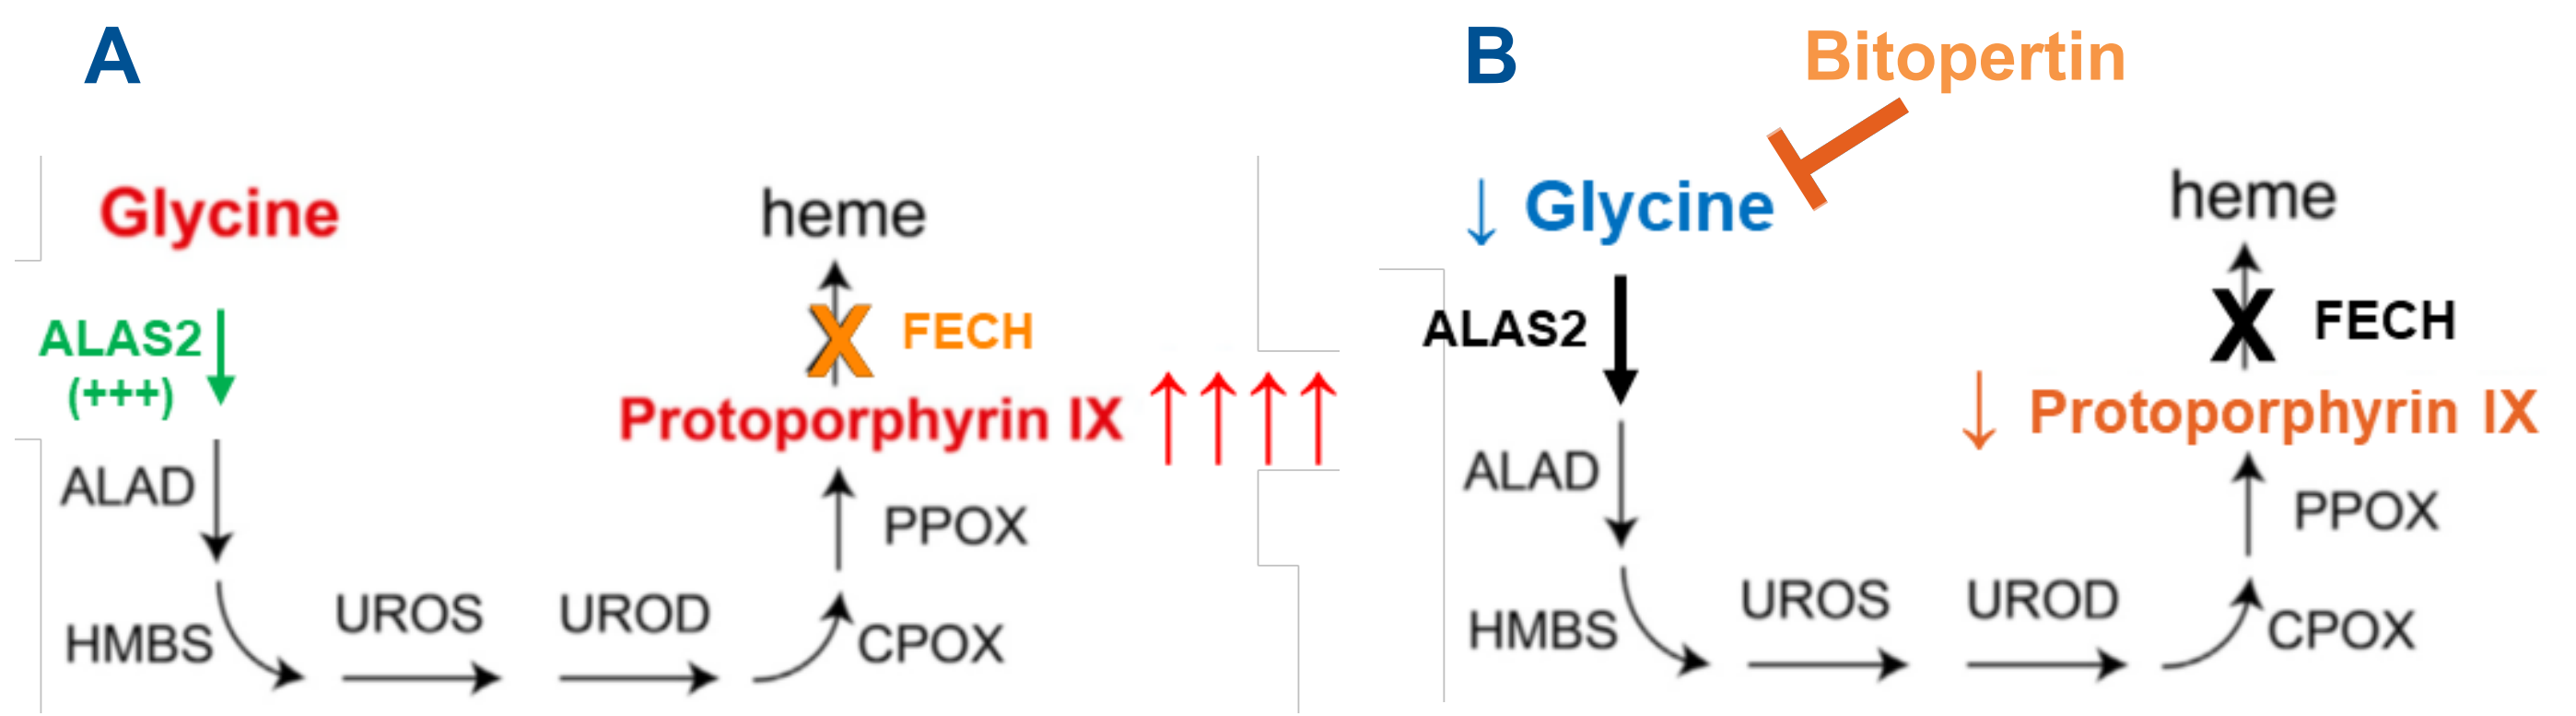 A
Glycine
heme
ALAS2
(+++)
X
FECH
Protoporphyrin IX ↑↑↑↑
ALAD
PPOX
HMBS
UROS
UROD
CPOX
B
Bitopertin
↓ Glycine
heme
ALAS2
X
FECH
↓ Protoporphyrin IX
ALAD
PPOX
HMBS
UROS
UROD
CPOX